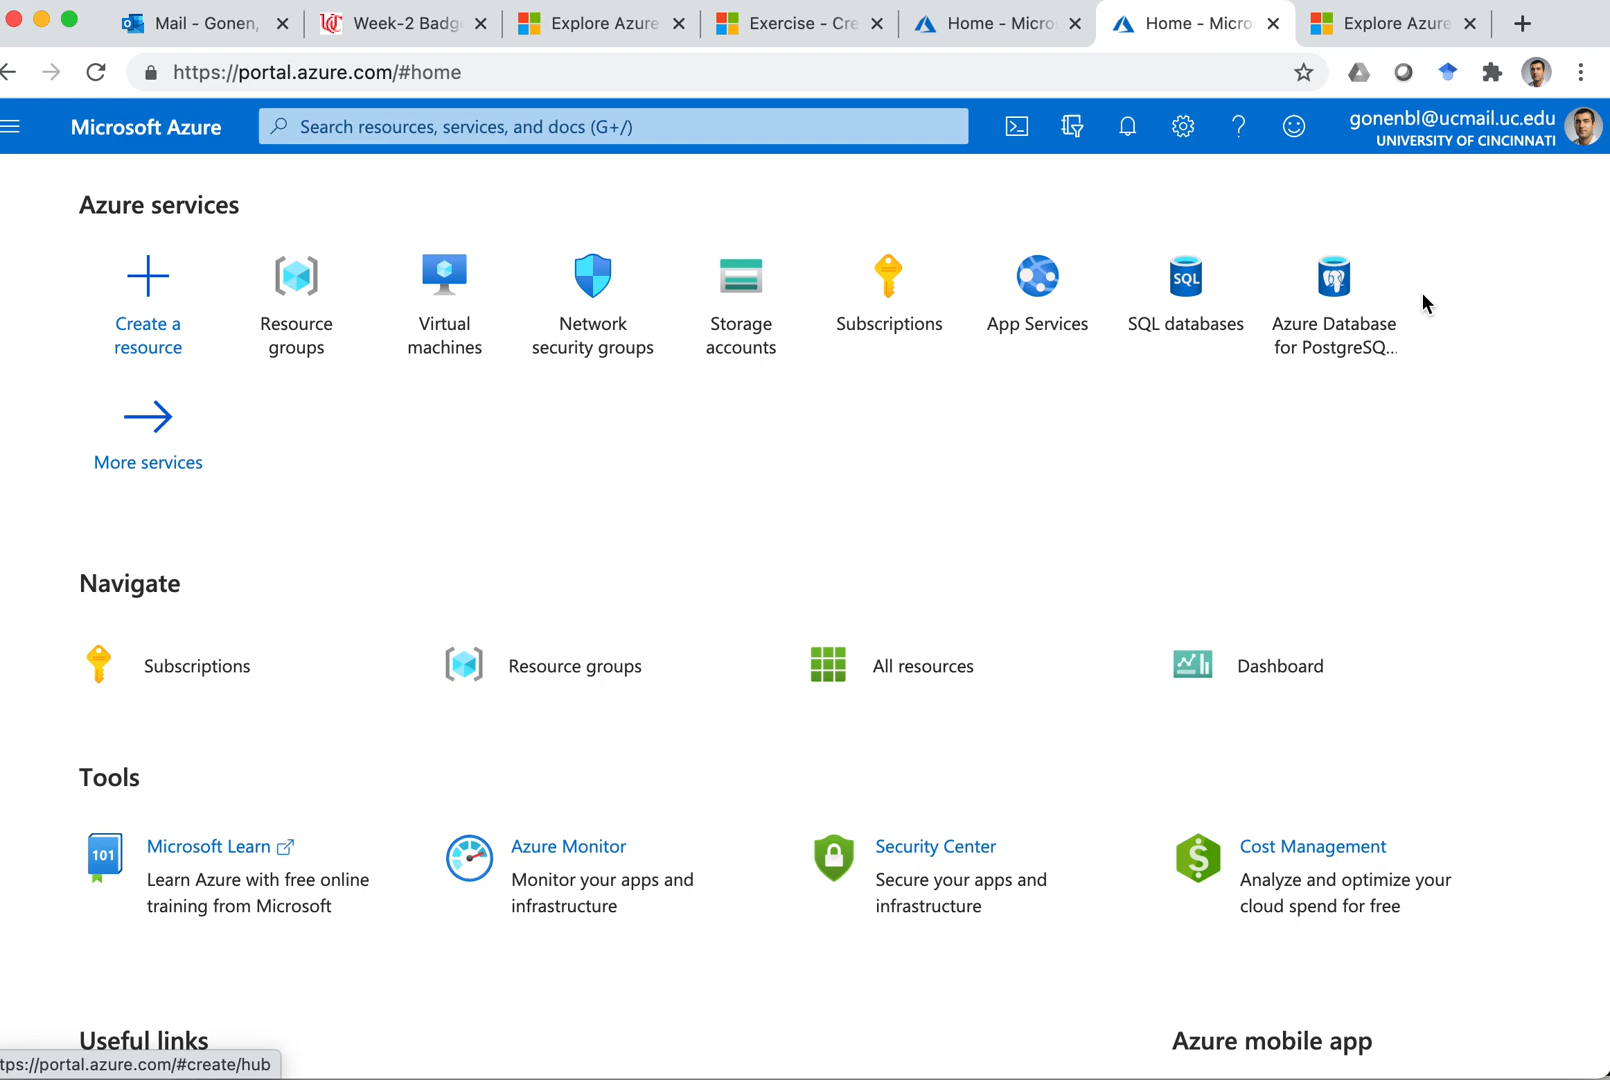 Mail - Gonen,
Week-2 Badg
Explore Azure
Exercise - Cre
Home - Micro
Home - Micro
Explore Azure
https://portal.azure.com/#home
Microsoft Azure
Search resources, services, and docs (G+/)
gonenbl@ucmail.uc.edu
UNIVERSITY OF CINCINNATI
Azure services
Create a
resource
Resource
groups
Virtual
machines
Network
security groups
Storage
accounts
Subscriptions
App Services
SQL
SQL databases
Azure Database
for PostgreSQ...
More services
Navigate
Subscriptions
Resource groups
All resources
Dashboard
Tools
101
Microsoft Learn
Learn Azure with free online
training from Microsoft
Azure Monitor
Monitor your apps and
infrastructure
Security Center
Secure your apps and
infrastructure
Cost Management
Analyze and optimize your
cloud spend for free
Useful links
Azure mobile app
tps://portal.azure.com/#create/hub